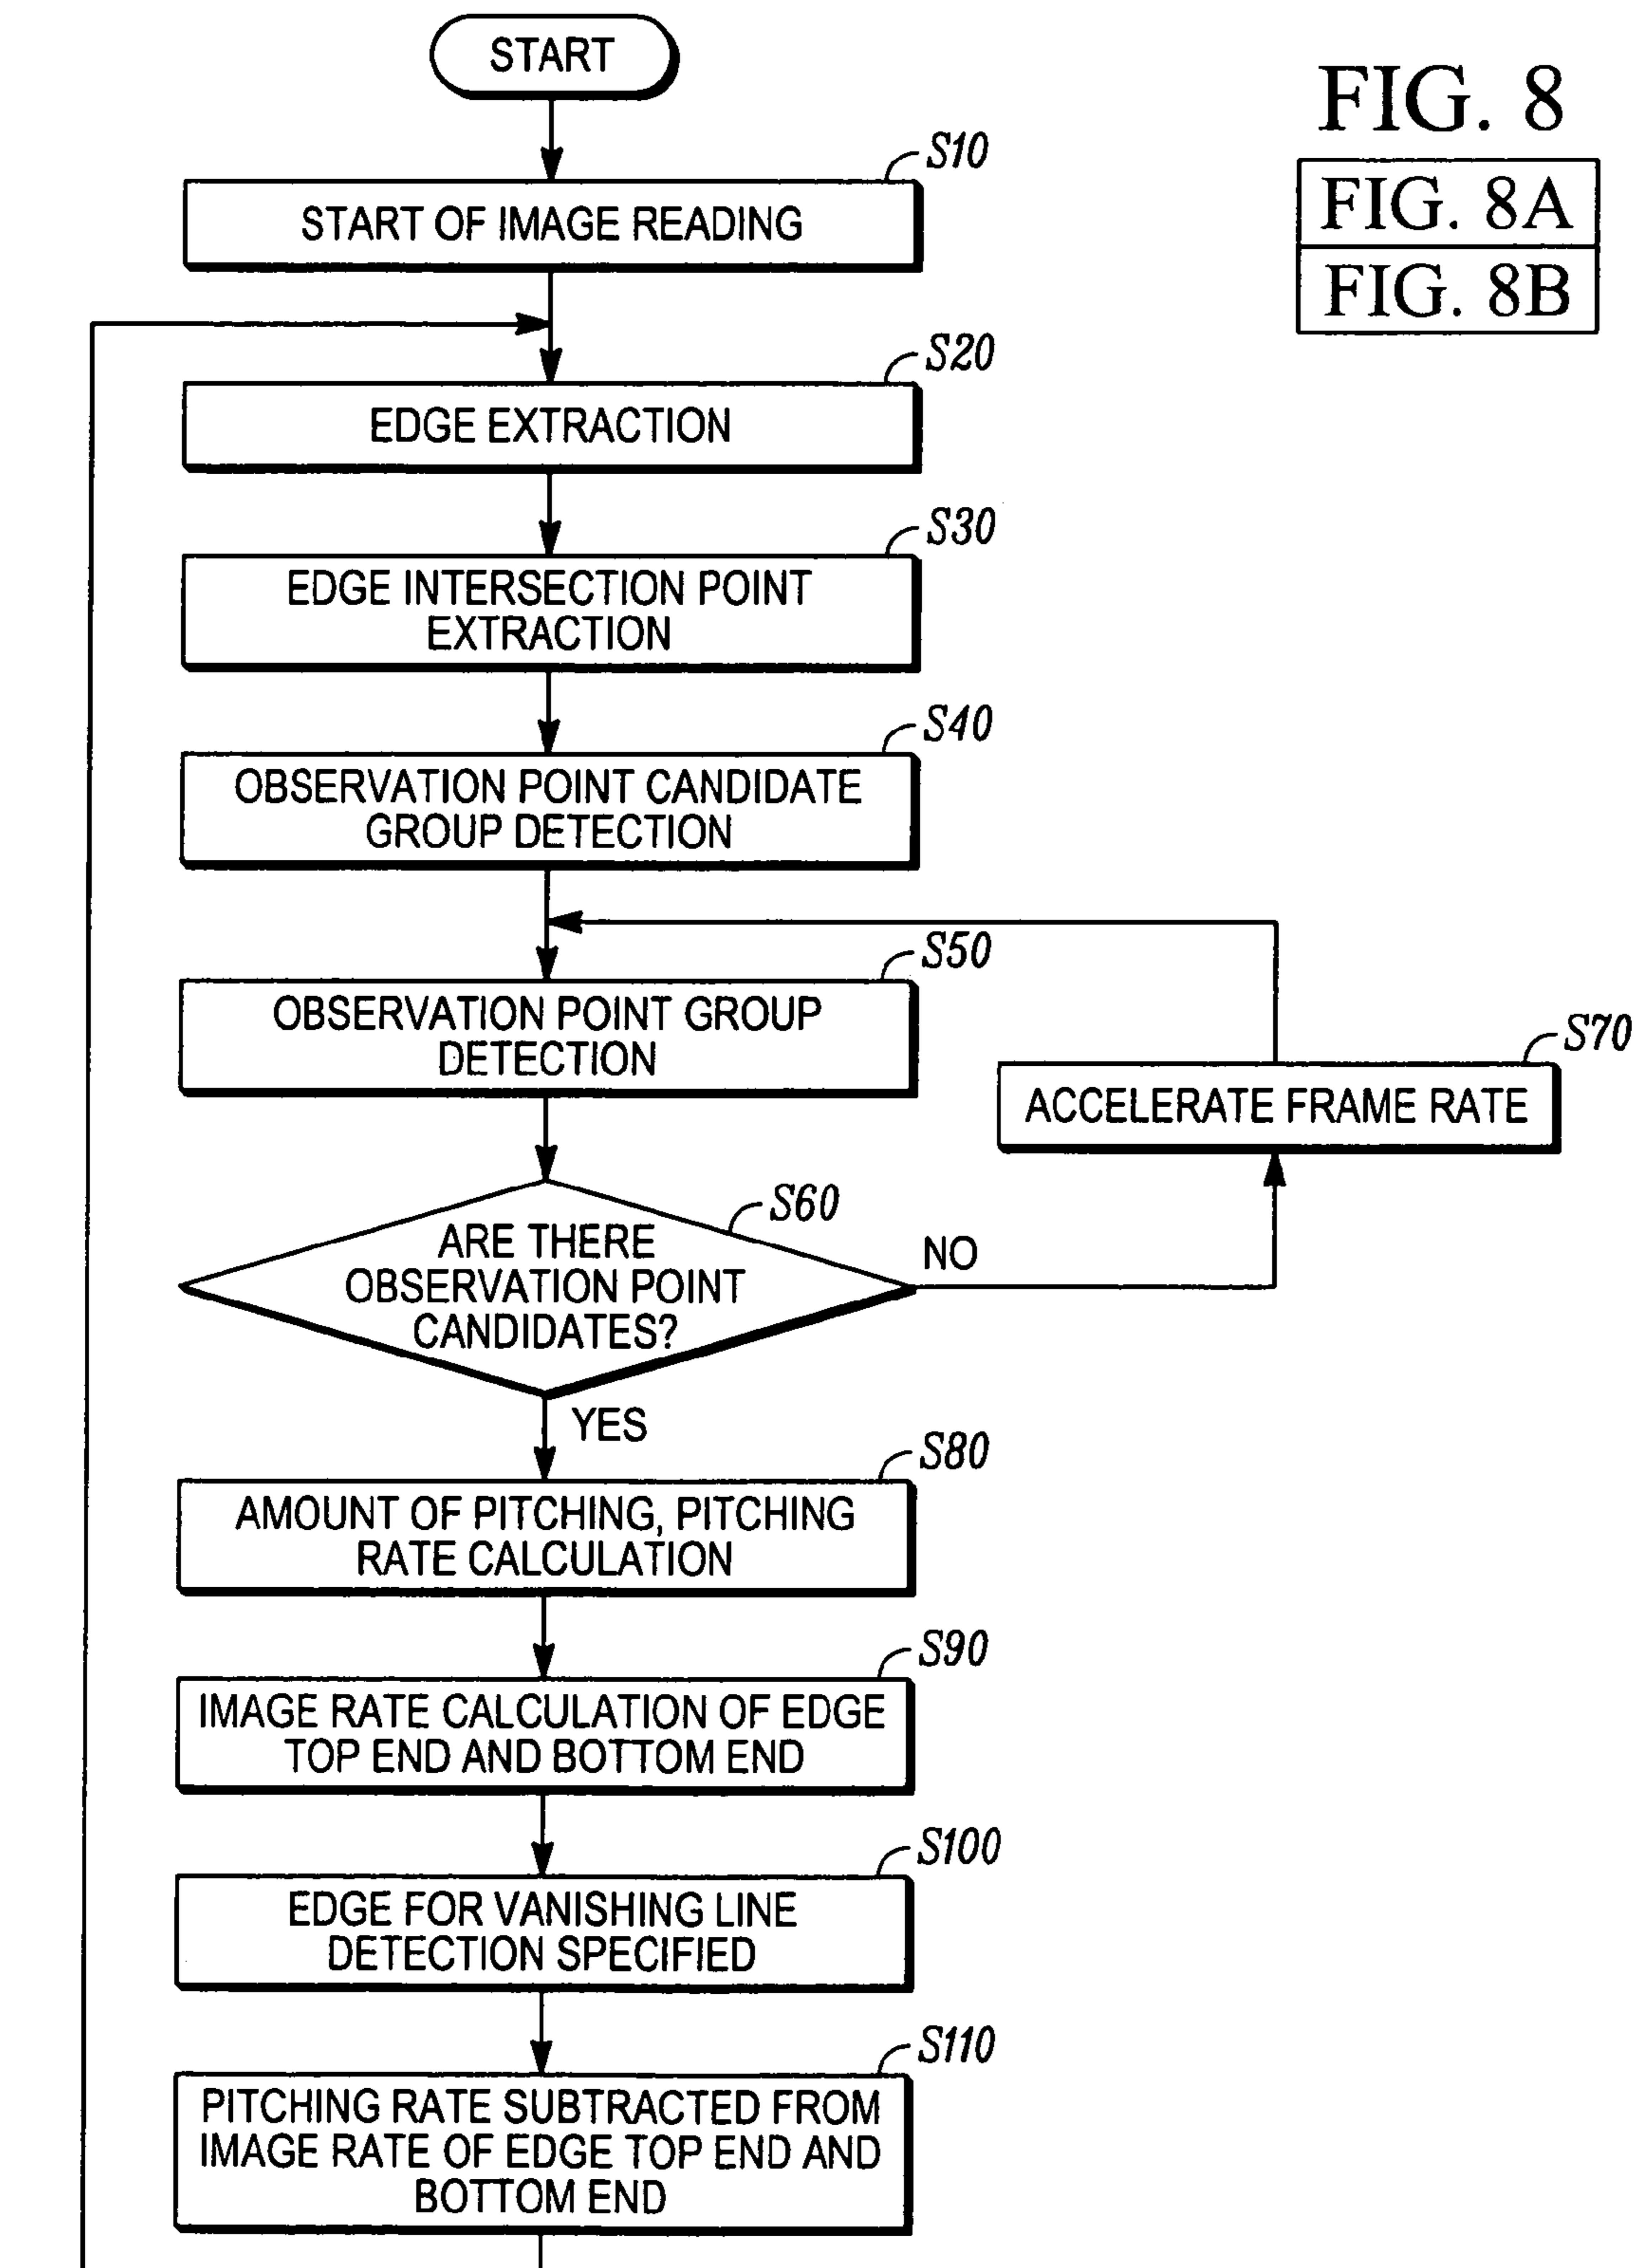 START
FIG. 8
FIG. 8A
FIG. 8B
S10
START OF IMAGE READING
S20
EDGE EXTRACTION
S30
EDGE INTERSECTION POINT
EXTRACTION
S40
OBSERVATION POINT CANDIDATE
GROUP DETECTION
S50
OBSERVATION POINT GROUP
DETECTION
S70
ACCELERATE FRAME RATE
S60
ARE THERE
OBSERVATION POINT
CANDIDATES?
NO
YES
S80
AMOUNT OF PITCHING, PITCHING
RATE CALCULATION
S90
IMAGE RATE CALCULATION OF EDGE
TOP END AND BOTTOM END
S100
EDGE FOR VANISHING LINE
DETECTION SPECIFIED
S110
PITCHING RATE SUBTRACTED FROM
IMAGE RATE OF EDGE TOP END AND
BOTTOM END